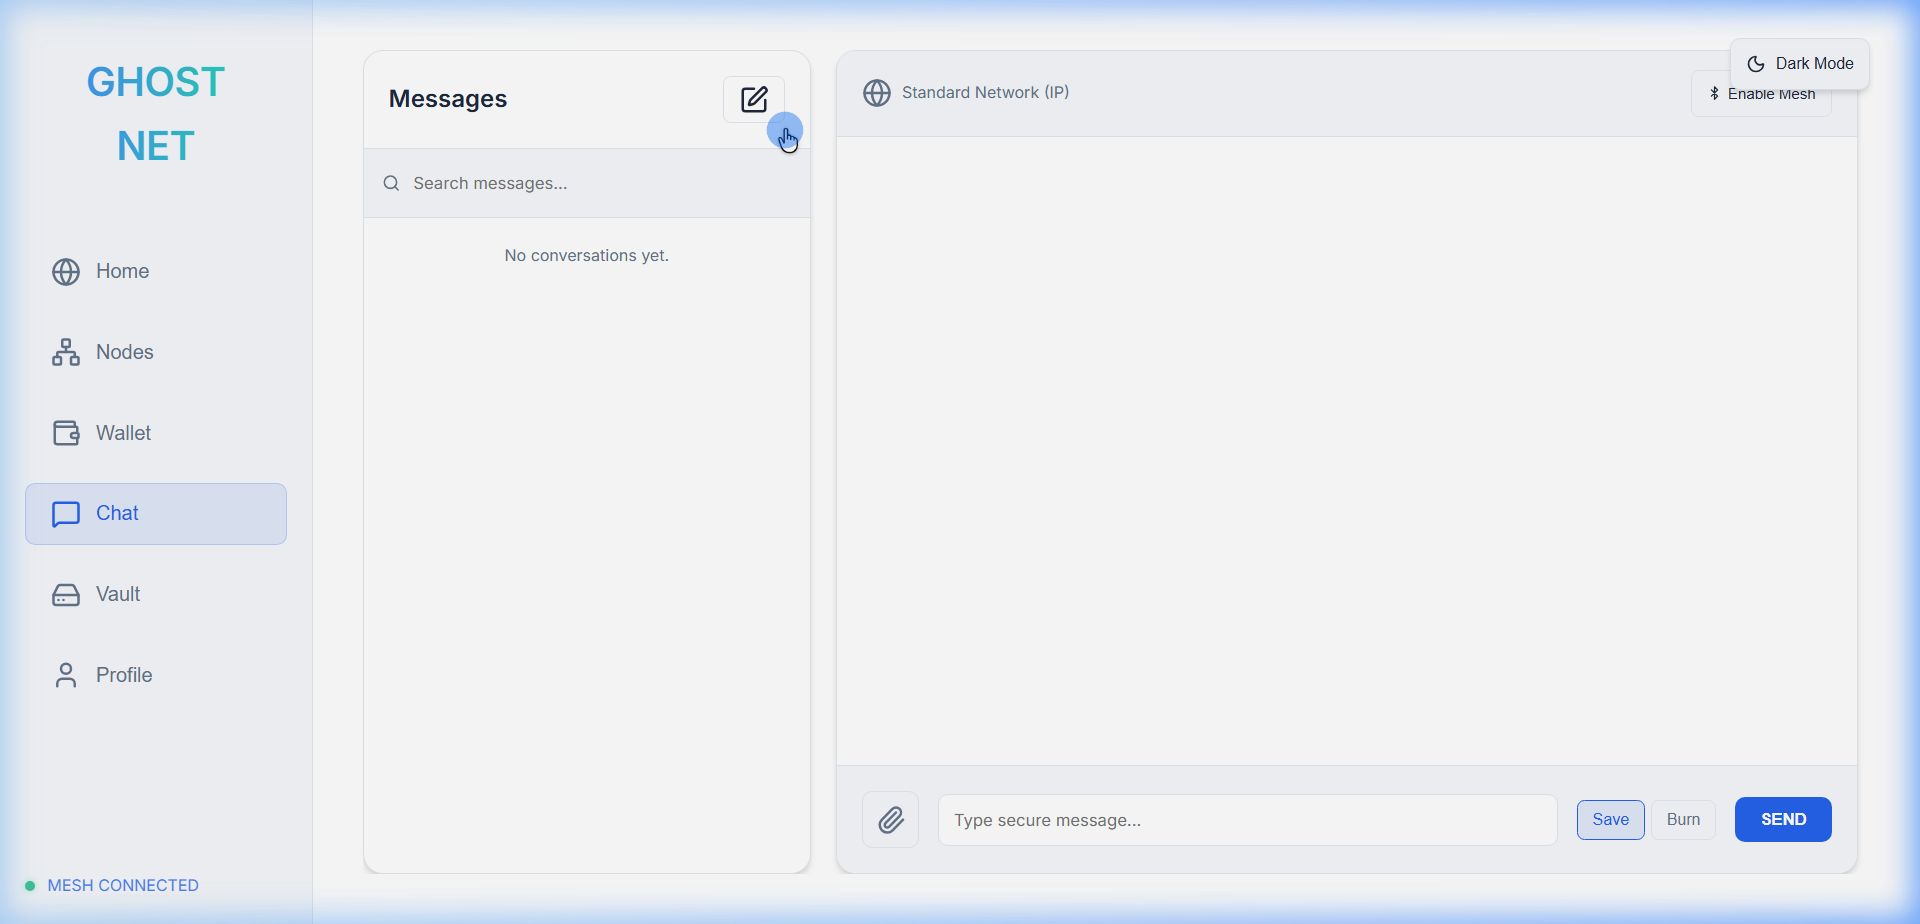 GHOST
NET
Home
Nodes
Wallet
Chat
Vault
Profile
MESH CONNECTED
Messages
Search messages...
No conversations yet.
Standard Network (IP)
Dark Mode
Enable Mesh
Type secure message...
Save
Burn
SEND